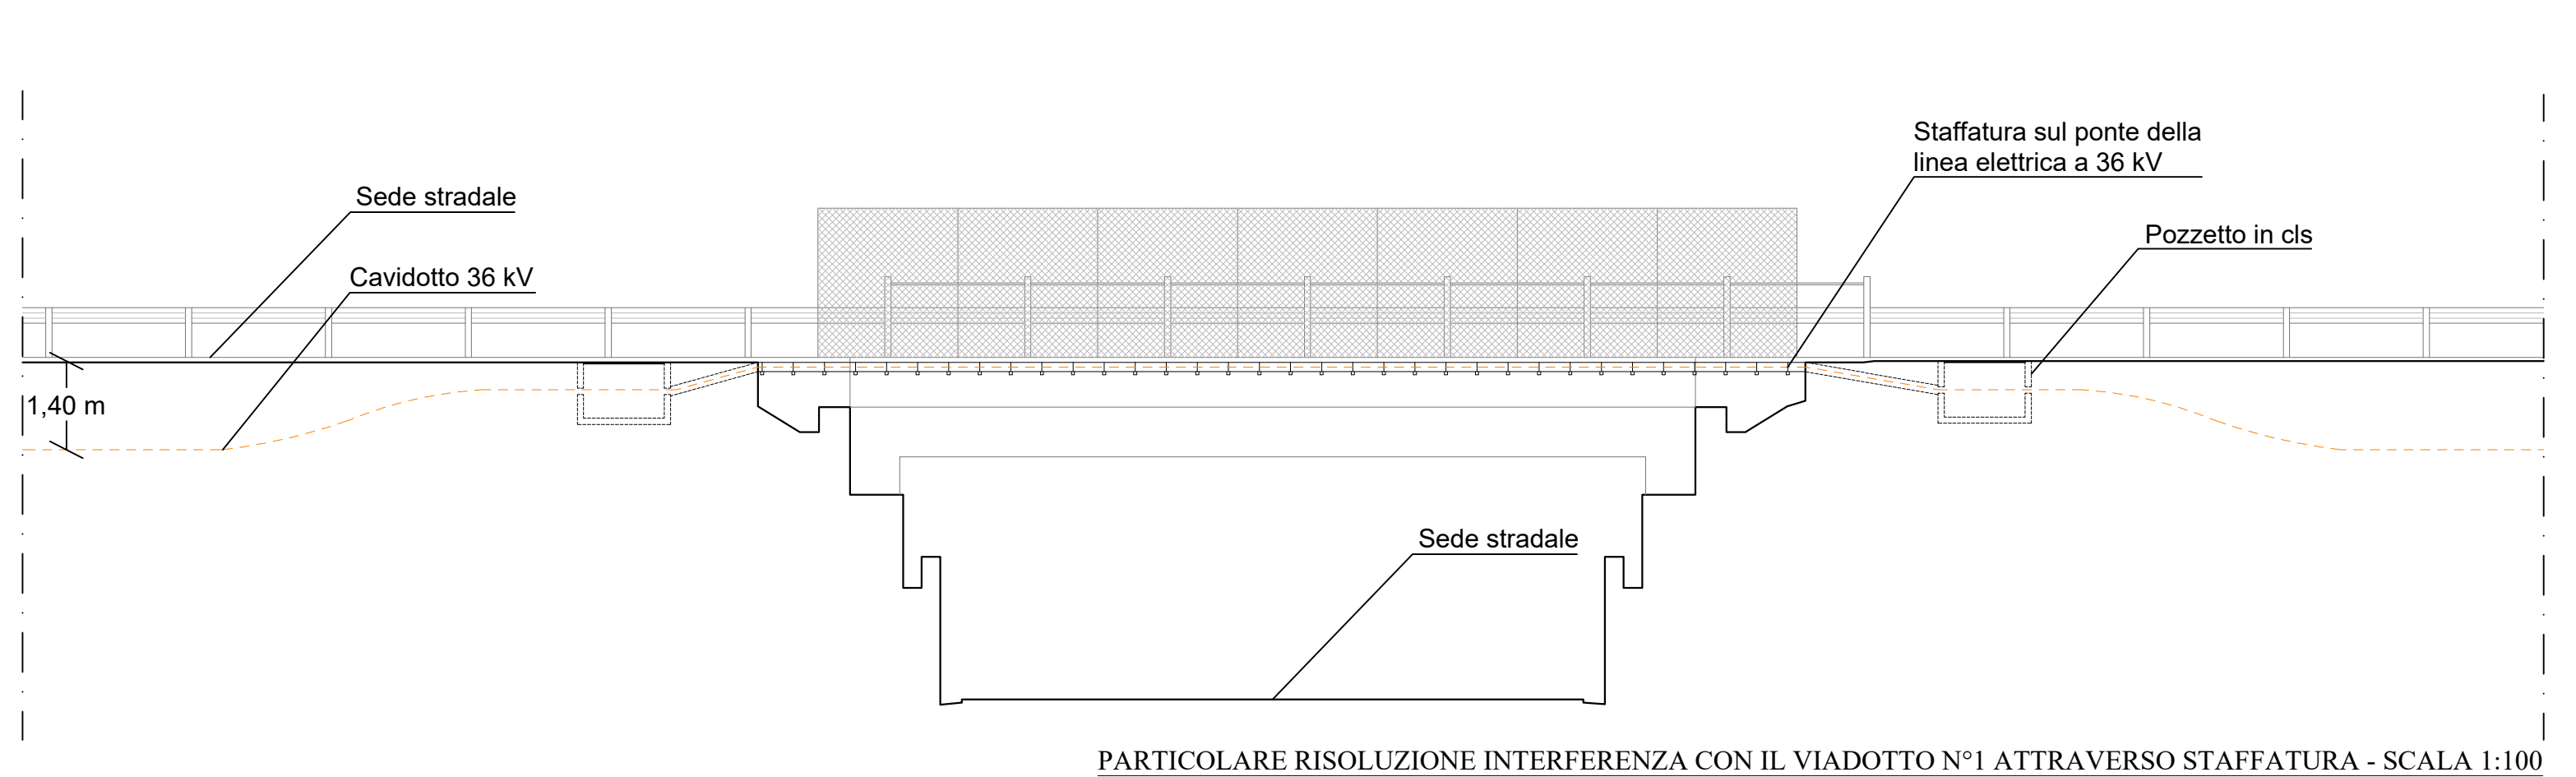 Staffatura sul ponte della
linea elettrica a 36 kV
Sede stradale
Pozzetto in cls
Cavidotto 36 kV
1,40 m
Sede stradale
PARTICOLARE RISOLUZIONE INTERFERENZA CON IL VIADOTTO N°1 ATTRAVERSO STAFFATURA - SCALA 1:100